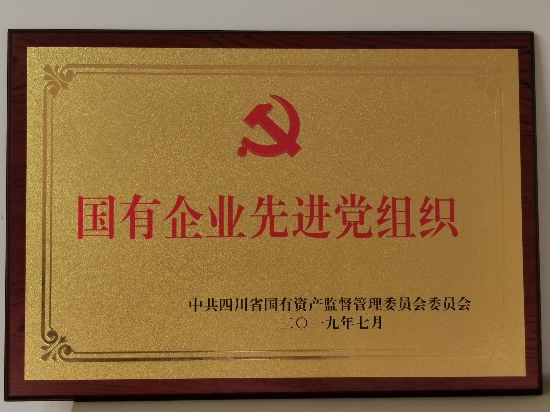 国有企业先进党组织
中共四川省国有资产监督管理委员会委员会
二〇一九年七月